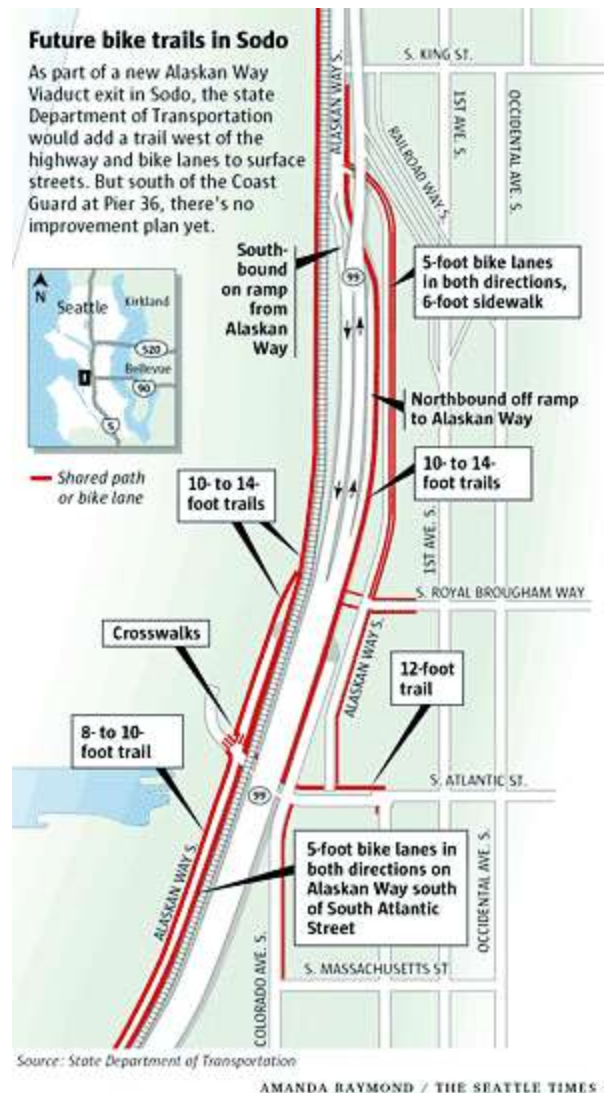 Future bike trails in Sodo
As part of a new Alaskan Way
Viaduct exit in Sodo, the state
Department of Transportation
would add a trail west of the
highway and bike lanes to surface
streets. But south of the Coast
Guard at Pier 36, there's no
improvement plan yet.
N
Seattle
Kirkland
520
Bellevue
90
5
Shared path
or bike lane
ALASKAN WAY S.
S. KING ST.
RAILROAD WAY S.
1ST AVE. S.
OCCIDENTAL AVE. S.
South-
bound
on ramp
from
Alaskan
Way
99
5-foot bike lanes
in both directions,
6-foot sidewalk
Northbound off ramp
to Alaskan Way
10- to 14-
foot trails
10- to 14-
foot trails
1ST AVE. S.
S. ROYAL BROUGHAM WAY
Crosswalks
ALASKAN WAY S.
12-foot
trail
8- to 10-
foot trail
S. ATLANTIC ST.
99
ALASKAN WAY S.
5-foot bike lanes in
both directions on
Alaskan Way south
of South Atlantic
Street
OCCIDENTAL AVE. S.
COLORADO AVE. S.
S. MASSACHUSETTS ST.
Source: State Department of Transportation
AMANDA RAYMOND / THE SEATTLE TIMES